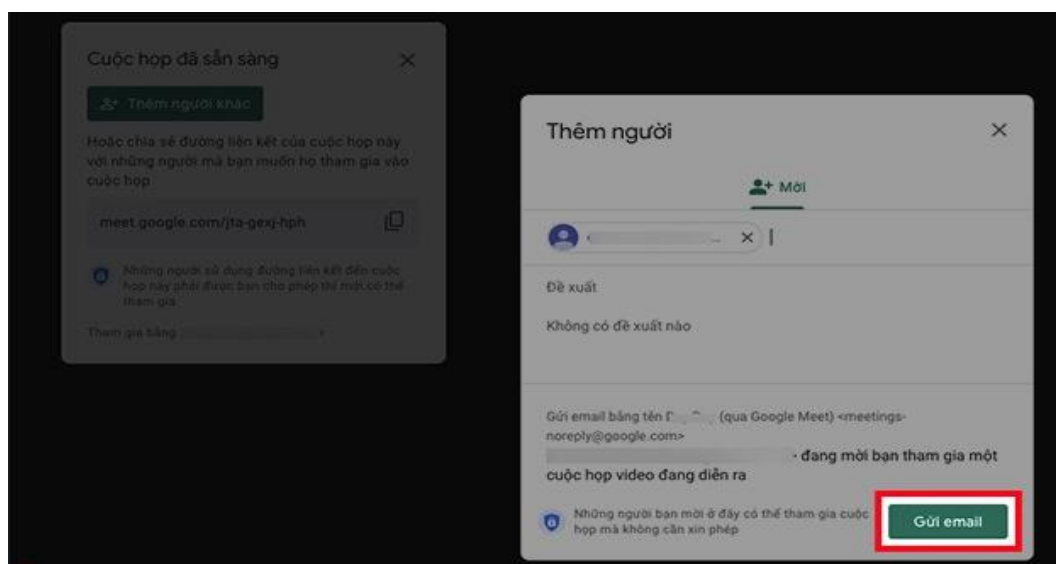 Cuộc họp đã sẵn sàng
Thêm người khác
Hoặc chia sẻ đường liên kết của cuộc họp này
với những người mà bạn muốn họ tham gia vào
cuộc họp
meet.google.com/jta-gexj-hph
Những người sử dụng đường liên kết đến cuộc
họp này phải được bạn cho phép thì mới có thể
tham gia
Tham gia bằng
Thêm người
Mời
Đề xuất
Không có đề xuất nào
Gửi email bằng tên (qua Google Meet) <meetings-
noreply@google.com>
đang mời bạn tham gia một
cuộc họp video đang diễn ra
Những người bạn mời ở đây có thể tham gia cuộc
họp mà không cần xin phép
Gửi email